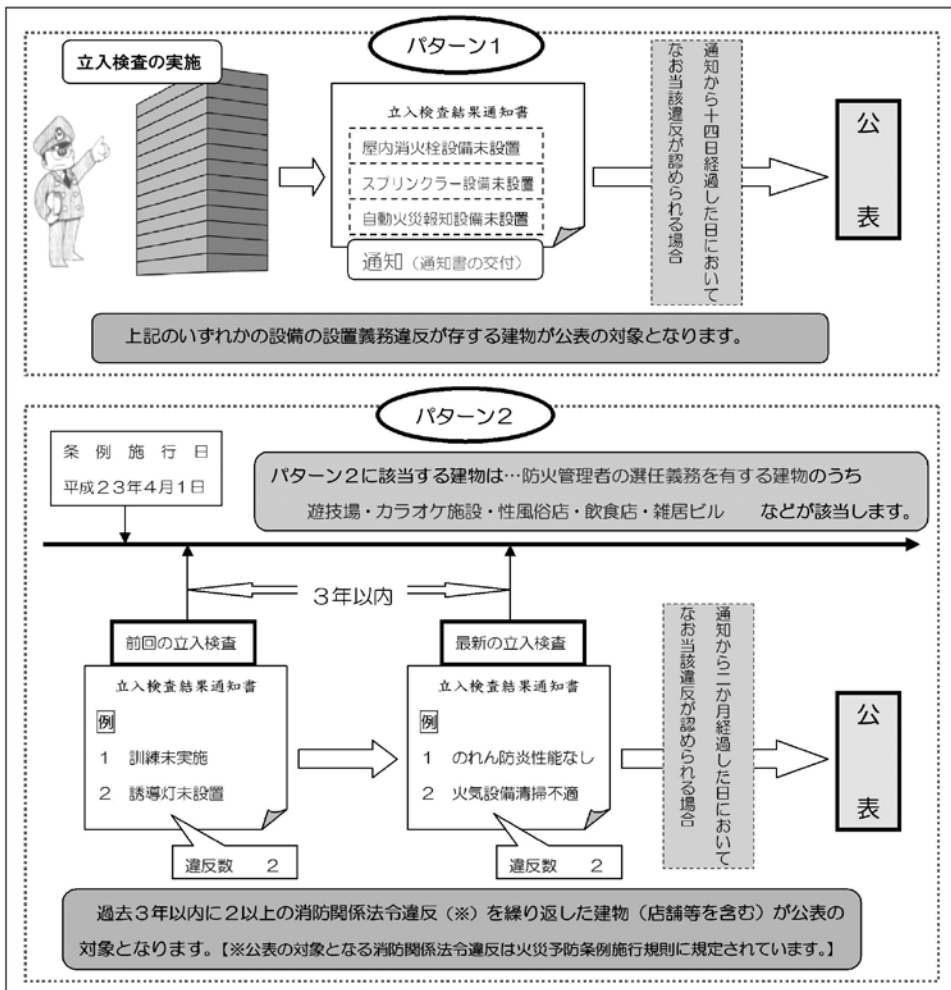 パターン1
立入検査の実施
立入検査結果通知書
屋内消火栓設備未設置
スプリンクラー設備未設置
自動火災報知設備未設置
通知（通知書の交付）
通知から十四日経過した日において
なお当該違反が認められる場合
公表
上記のいずれかの設備の設置義務違反が存する建物が公表の対象となります。
パターン2
条例施行日
平成23年4月1日
パターン2に該当する建物は…防火管理者の選任義務を有する建物のうち
遊技場・カラオケ施設・性風俗店・飲食店・雑居ビル　などが該当します。
3年以内
前回の立入検査
立入検査結果通知書
例
1　訓練未実施
2　誘導灯未設置
違反数　2
最新の立入検査
立入検査結果通知書
例
1　のれん防炎性能なし
2　火気設備清掃不適
違反数　2
通知から二か月経過した日において
なお当該違反が認められる場合
公表
過去3年以内に2以上の消防関係法令違反（※）を繰り返した建物（店舗等を含む）が公表の
対象となります。【※公表の対象となる消防関係法令違反は火災予防条例施行規則に規定されています。】